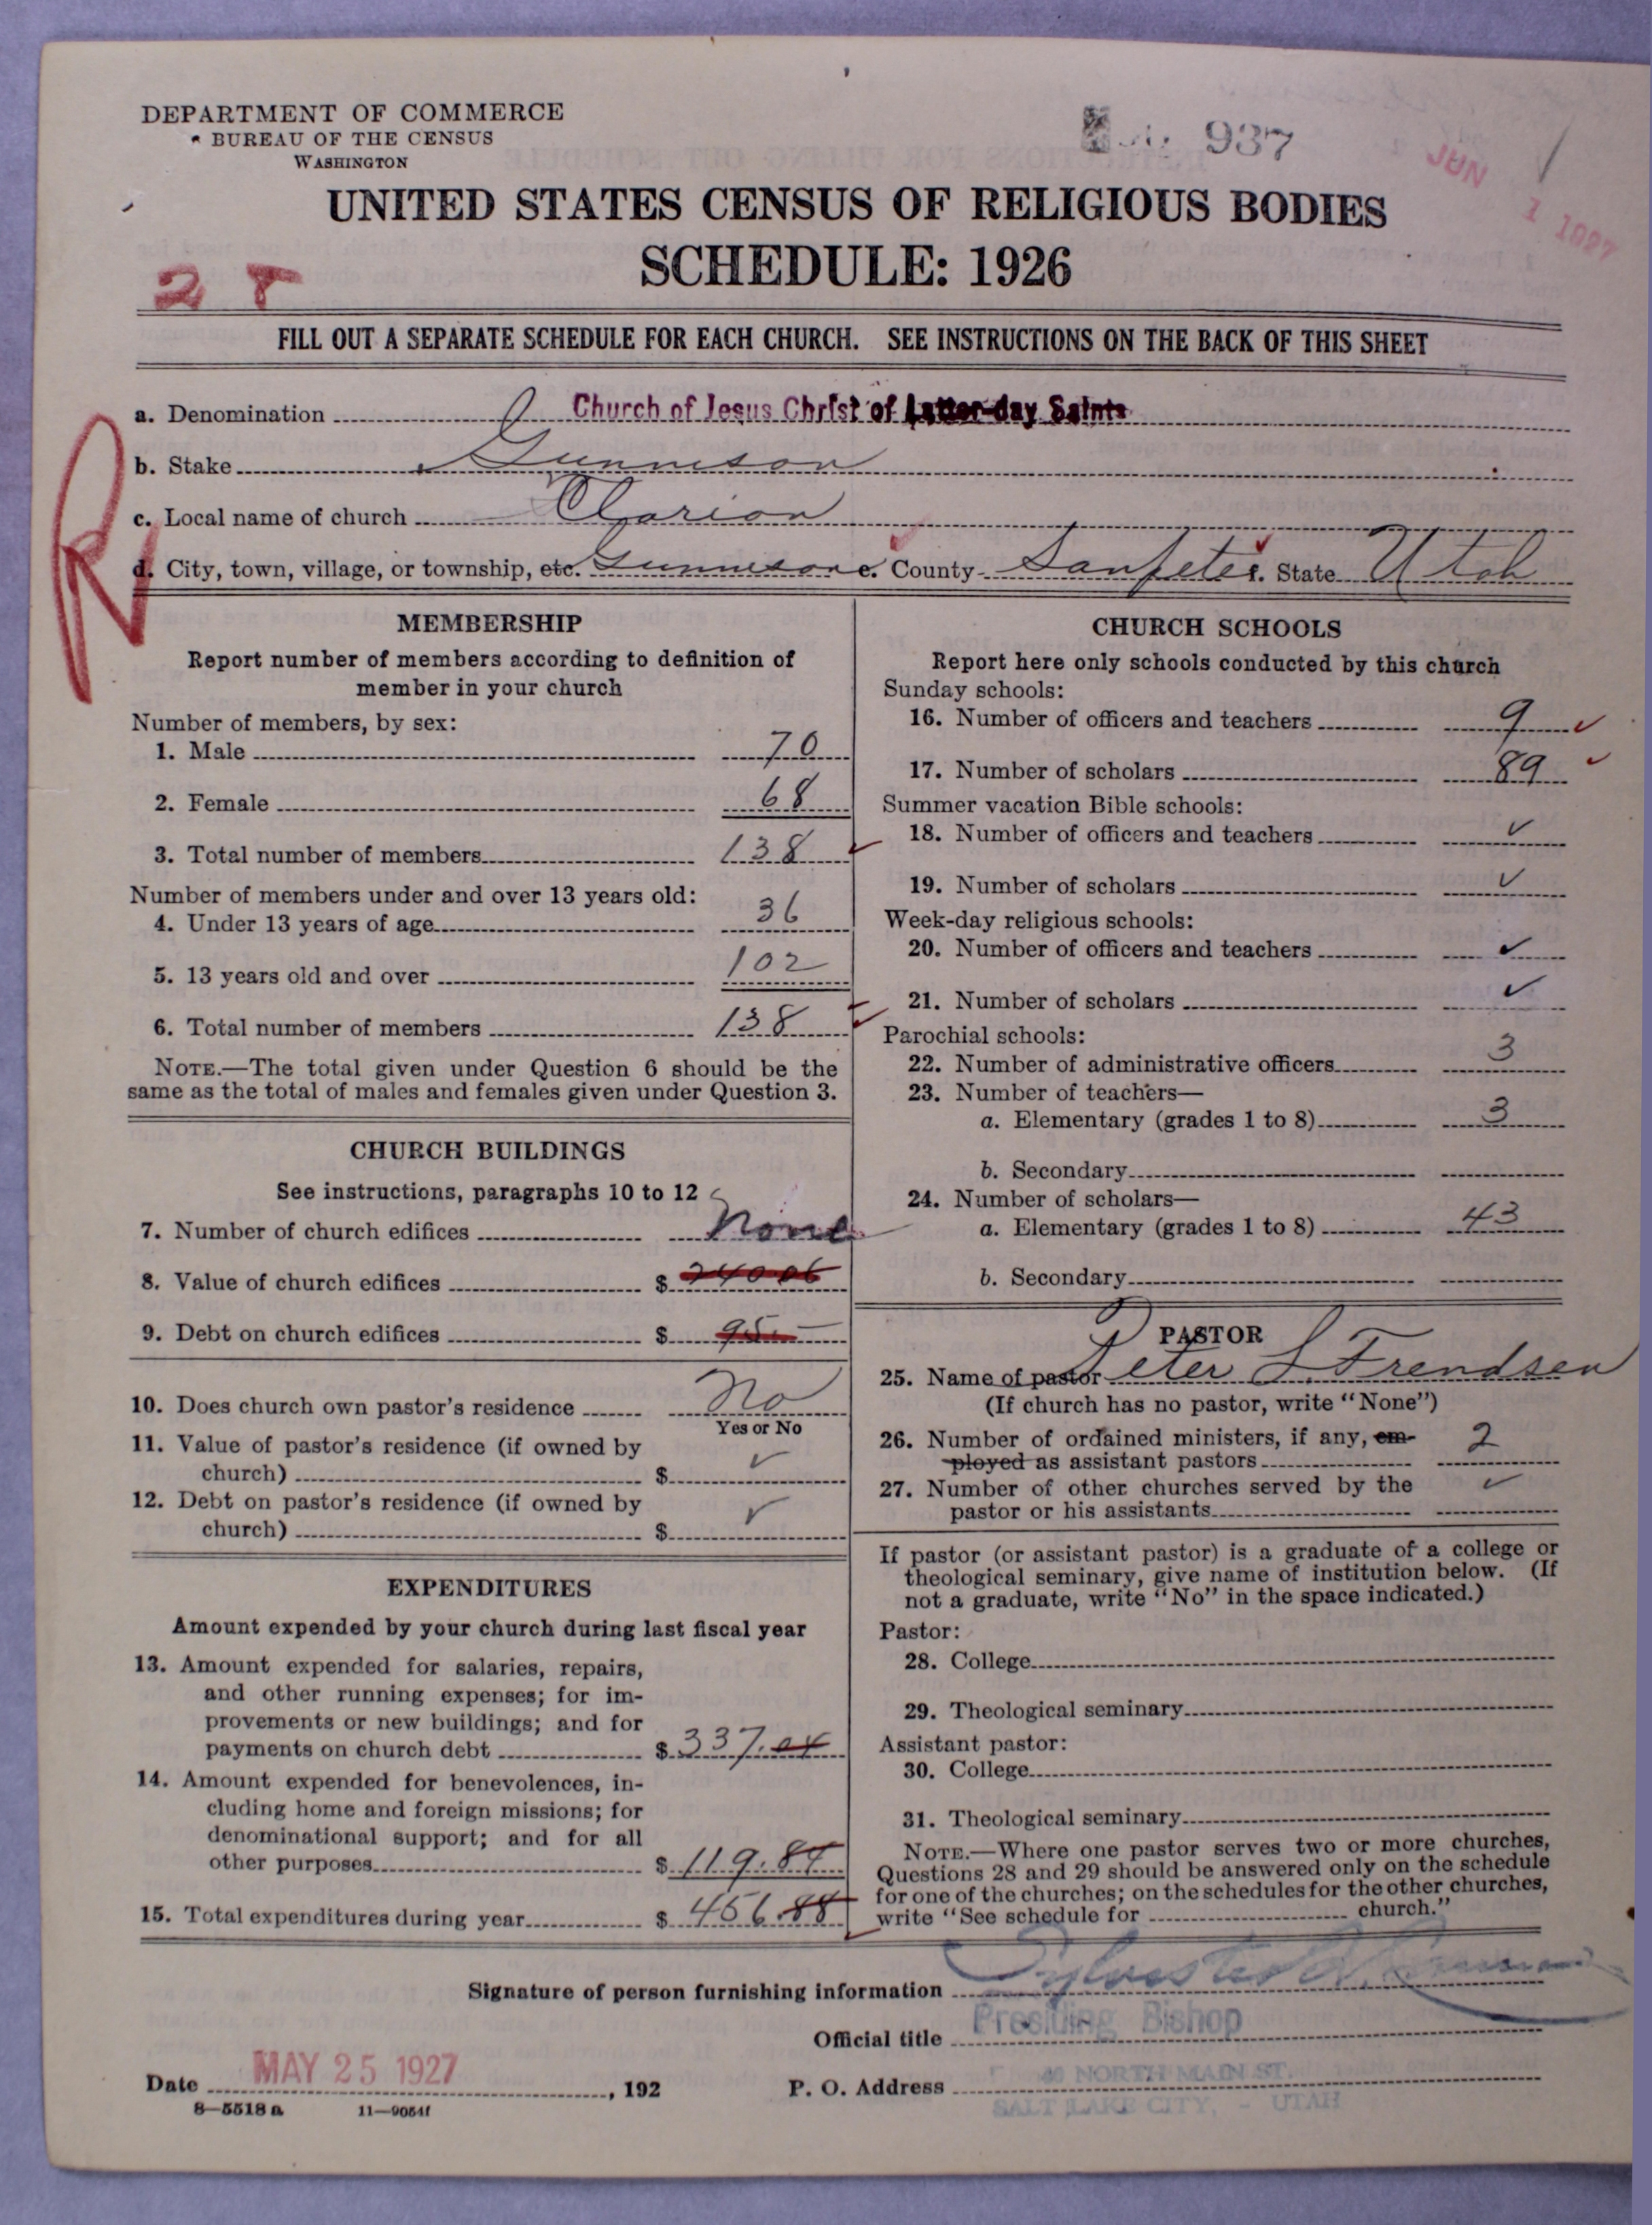 DEPARTMENT OF COMMERCE
BUREAU OF THE CENSUS
WASHINGTON
937
JUN
1 1927
UNITED STATES CENSUS OF RELIGIOUS BODIES
SCHEDULE: 1926
2 T
FILL OUT A SEPARATE SCHEDULE FOR EACH CHURCH. SEE INSTRUCTIONS ON THE BACK OF THIS SHEET
R
a. Denomination Church of Jesus Christ of Latter-day Saints
b. Stake Gunnison
c. Local name of church Clarion
d. City, town, village, or township, etc. Gunnison e. County Sanpete f. State Utah
MEMBERSHIP
Report number of members according to definition of
member in your church
Number of members, by sex:
1. Male 70
2. Female 68
3. Total number of members 138
Number of members under and over 13 years old:
4. Under 13 years of age 36
5. 13 years old and over 102
6. Total number of members 138
NOTE.—The total given under Question 6 should be the
same as the total of males and females given under Question 3.
CHURCH BUILDINGS
See instructions, paragraphs 10 to 12
7. Number of church edifices None
8. Value of church edifices $
9. Debt on church edifices $ 95.—
10. Does church own pastor's residence No
Yes or No
11. Value of pastor's residence (if owned by
church) $ ✓
12. Debt on pastor's residence (if owned by
church) $ ✓
EXPENDITURES
Amount expended by your church during last fiscal year
13. Amount expended for salaries, repairs,
and other running expenses; for im-
provements or new buildings; and for
payments on church debt $ 337.04
14. Amount expended for benevolences, in-
cluding home and foreign missions; for
denominational support; and for all
other purposes $ 119.84
15. Total expenditures during year $ 456.88
CHURCH SCHOOLS
Report here only schools conducted by this church
Sunday schools:
16. Number of officers and teachers 9 ✓
17. Number of scholars 89 ✓
Summer vacation Bible schools:
18. Number of officers and teachers ✓
19. Number of scholars ✓
Week-day religious schools:
20. Number of officers and teachers ✓
21. Number of scholars ✓
Parochial schools:
22. Number of administrative officers 3
23. Number of teachers—
a. Elementary (grades 1 to 8) 3
b. Secondary
24. Number of scholars—
a. Elementary (grades 1 to 8) 43
b. Secondary
PASTOR
25. Name of pastor Peter L. Frendsen
(If church has no pastor, write "None")
26. Number of ordained ministers, if any, em-
ployed as assistant pastors 2
27. Number of other churches served by the
pastor or his assistants ✓
If pastor (or assistant pastor) is a graduate of a college or
theological seminary, give name of institution below. (If
not a graduate, write "No" in the space indicated.)
Pastor:
28. College
29. Theological seminary
Assistant pastor:
30. College
31. Theological seminary
NOTE.—Where one pastor serves two or more churches,
Questions 28 and 29 should be answered only on the schedule
for one of the churches; on the schedules for the other churches,
write "See schedule for church."
Signature of person furnishing information Sylvester
Official title Presiding Bishop
Date MAY 25 1927, 192
P. O. Address 40 NORTH MAIN ST.
SALT LAKE CITY, - UTAH
8—5518 a 11—9054f